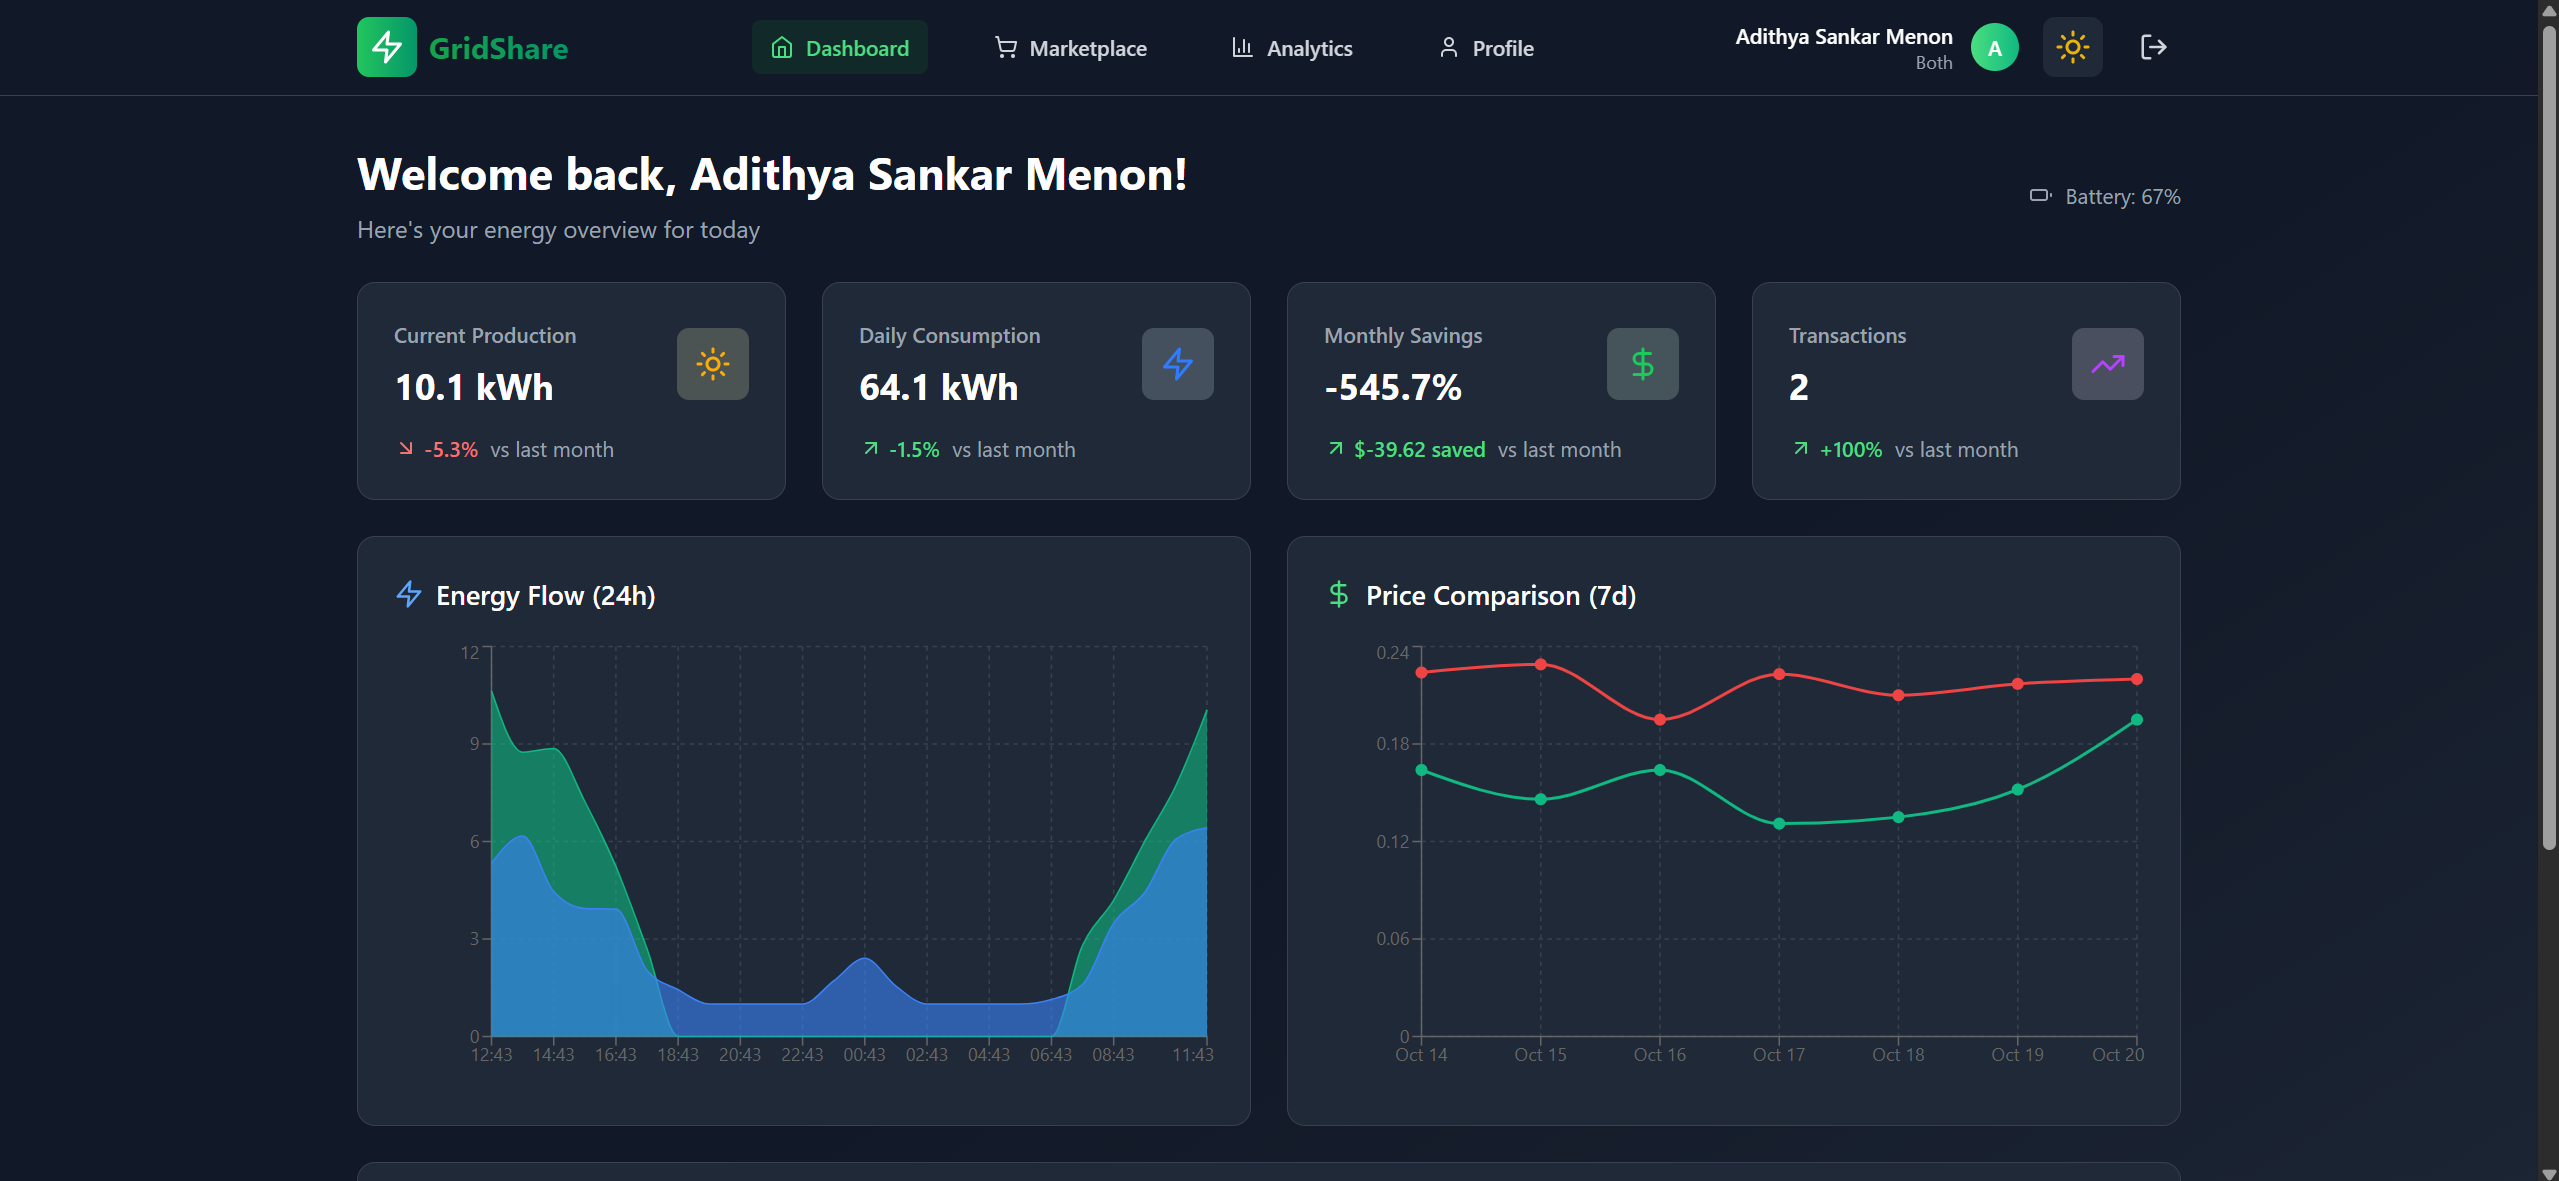 GridShare
Dashboard
Marketplace
Analytics
Profile
Adithya Sankar Menon
Both
A
Welcome back, Adithya Sankar Menon!
Here's your energy overview for today
Battery: 67%
Current Production
10.1 kWh
-5.3% vs last month
Daily Consumption
64.1 kWh
-1.5% vs last month
Monthly Savings
-545.7%
$-39.62 saved vs last month
Transactions
2
+100% vs last month
Energy Flow (24h)
12
9
6
3
0
12:43 14:43 16:43 18:43 20:43 22:43 00:43 02:43 04:43 06:43 08:43 11:43
Price Comparison (7d)
0.24
0.18
0.12
0.06
0
Oct 14 Oct 15 Oct 16 Oct 17 Oct 18 Oct 19 Oct 20